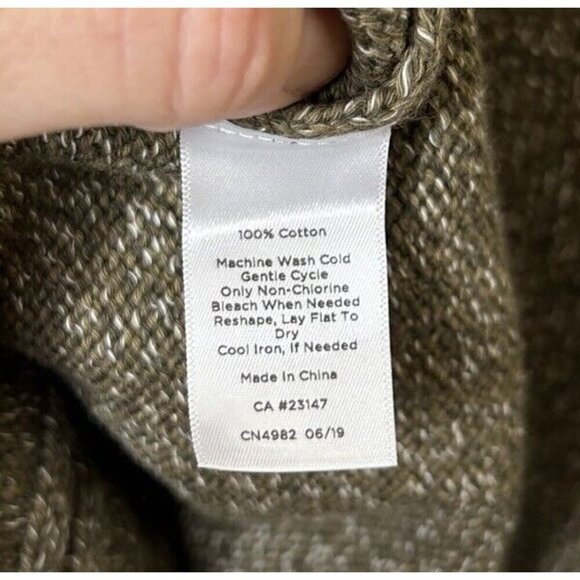 100% Cotton
Machine Wash Cold
Gentle Cycle
Only Non-Chlorine
Bleach When Needed
Reshape, Lay Flat To
Dry
Cool Iron, If Needed
Made In China
CA #23147
CN4982 06/19